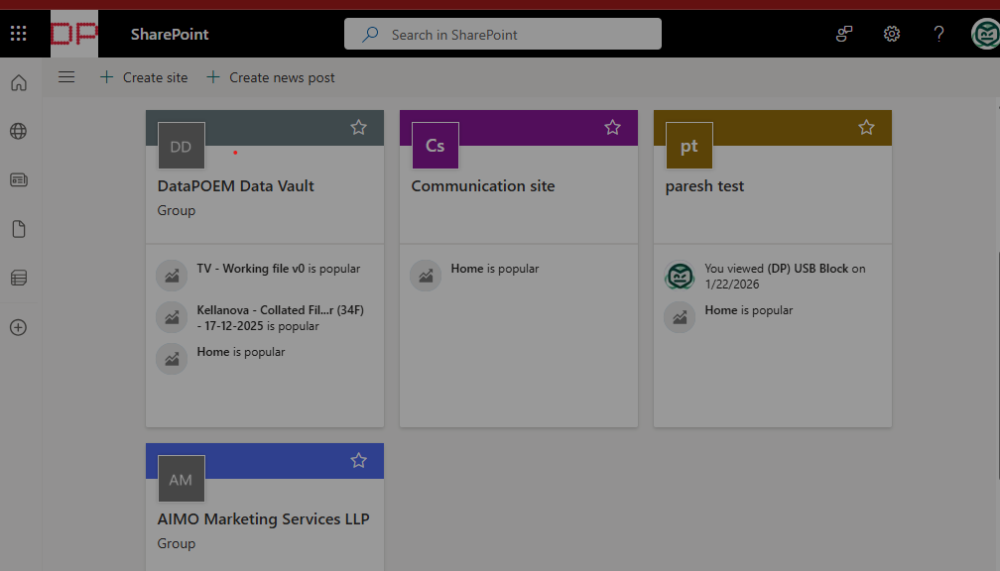 DP
SharePoint
Search in SharePoint
?
Create site
Create news post
DD
DataPOEM Data Vault
Group
TV - Working file v0 is popular
Kellanova - Collated Fil...r (34F)
- 17-12-2025 is popular
Home is popular
Cs
Communication site
Home is popular
pt
paresh test
You viewed (DP) USB Block on
1/22/2026
Home is popular
AM
AIMO Marketing Services LLP
Group